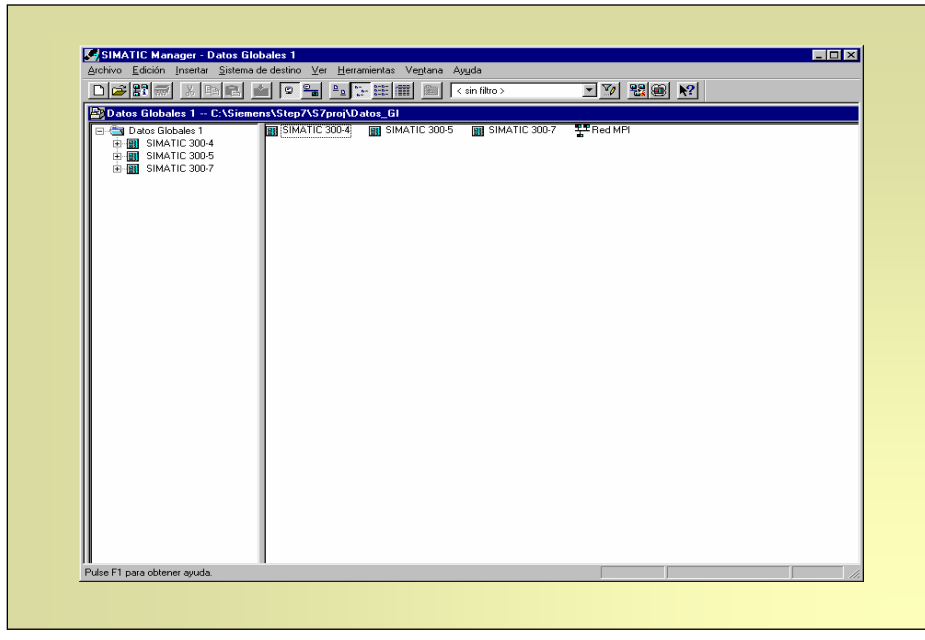 SIMATIC Manager - Datos Globales 1
Archivo Edición Insertar Sistema de destino Ver Herramientas Ventana Ayuda
< sin filtro >
Datos Globales 1 -- C:\Siemens\Step7\S7proj\Datos_Gl
Datos Globales 1
SIMATIC 300-4
SIMATIC 300-5
SIMATIC 300-7
SIMATIC 300-4 SIMATIC 300-5 SIMATIC 300-7 Red MPI
Pulse F1 para obtener ayuda.